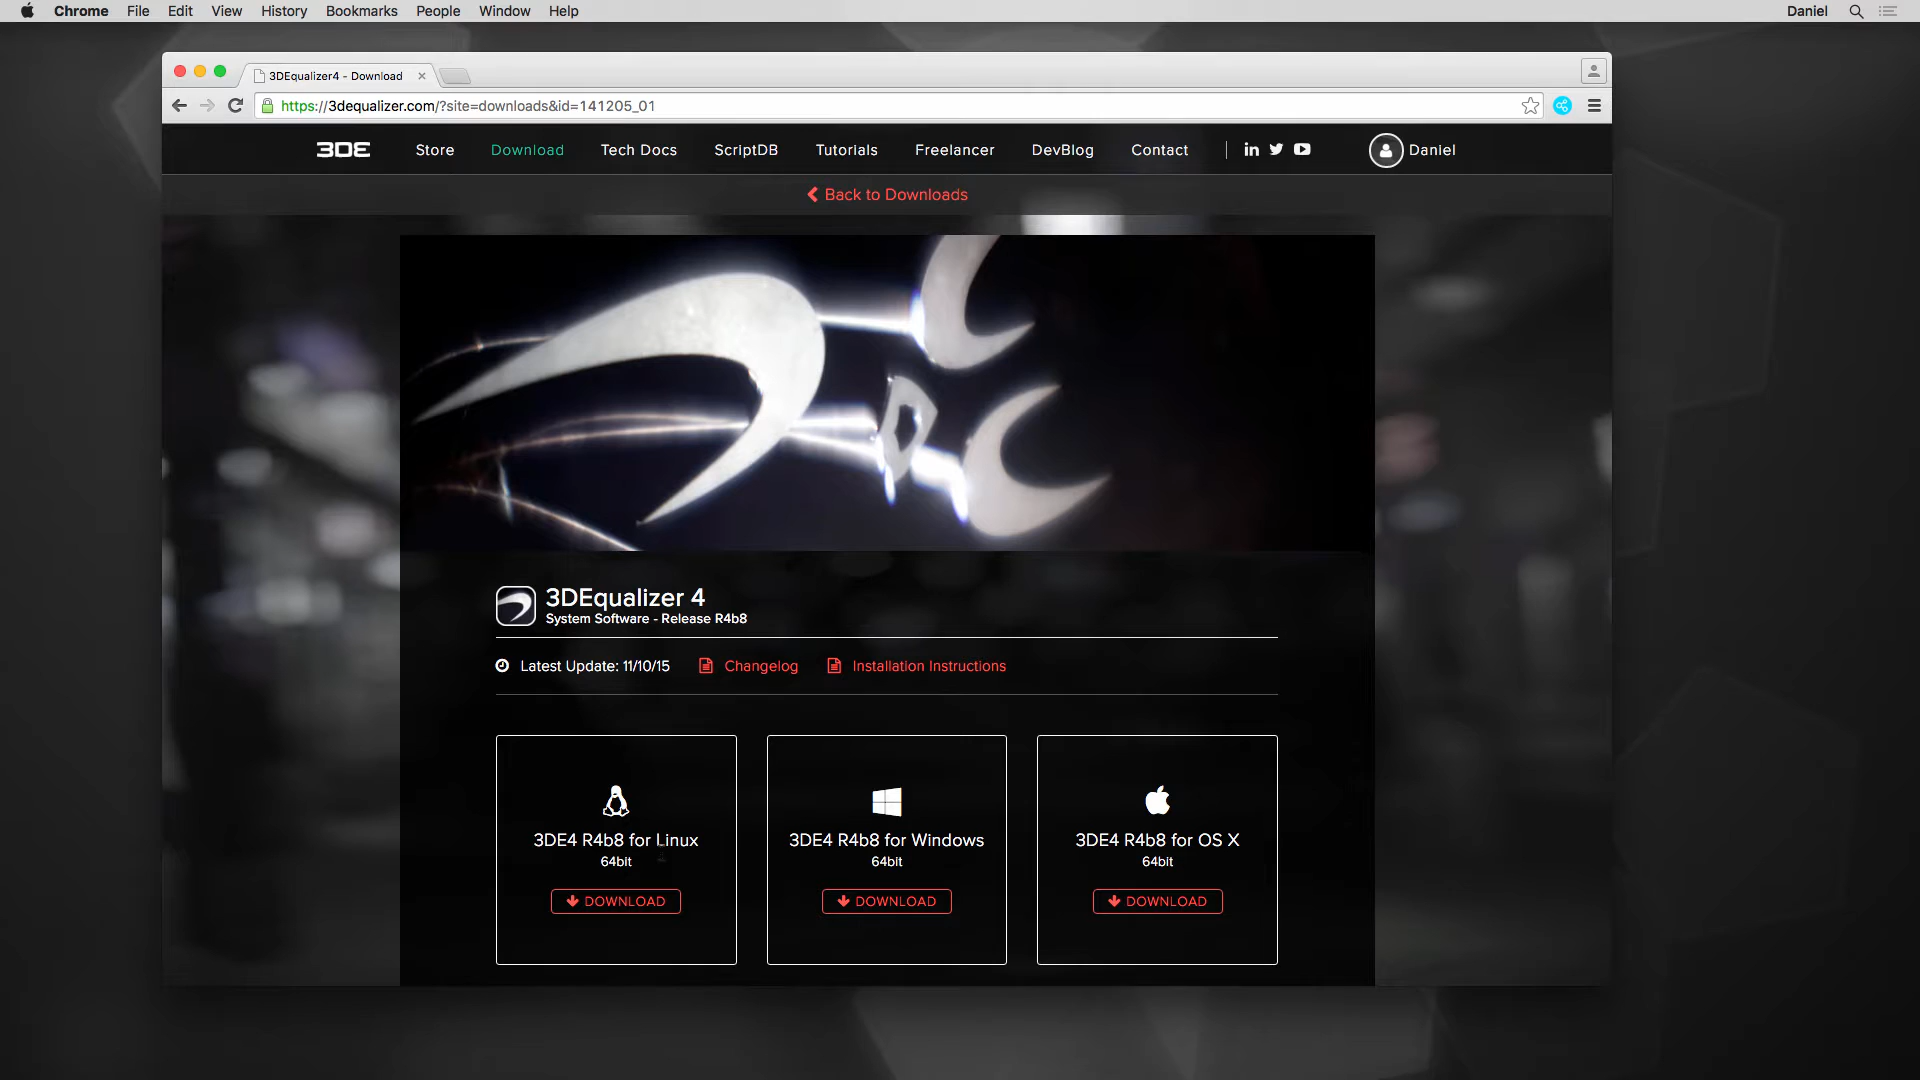 Chrome File Edit View History Bookmarks People Window Help Daniel
3DEqualizer4 - Download
https://3dequalizer.com/?site=downloads&id=141205_01
3DE Store Download Tech Docs ScriptDB Tutorials Freelancer DevBlog Contact Daniel
Back to Downloads
3DEqualizer 4
System Software - Release R4b8
Latest Update: 11/10/15 Changelog Installation Instructions
3DE4 R4b8 for Linux
64bit
DOWNLOAD
3DE4 R4b8 for Windows
64bit
DOWNLOAD
3DE4 R4b8 for OS X
64bit
DOWNLOAD